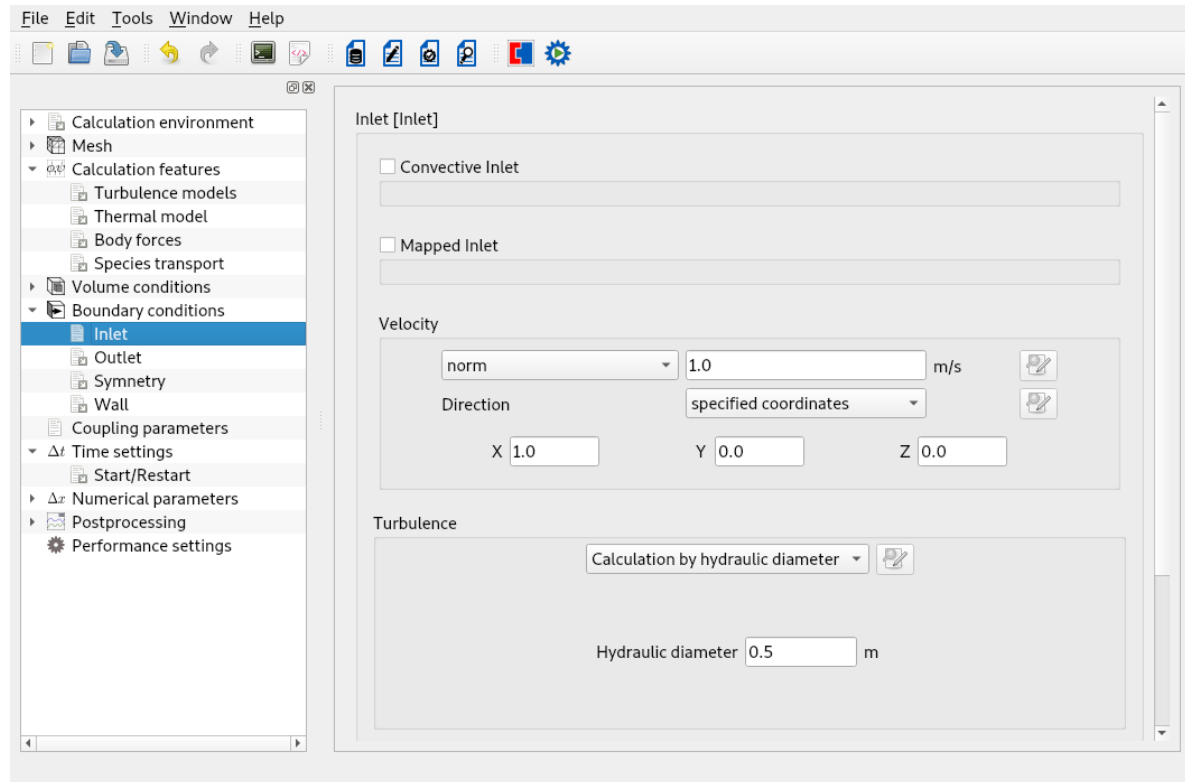 File Edit Tools Window Help
Calculation environment
Mesh
Calculation features
Turbulence models
Thermal model
Body forces
Species transport
Volume conditions
Boundary conditions
Inlet
Outlet
Symnetry
Wall
Coupling parameters
Δt Time settings
Start/Restart
Δx Numerical parameters
Postprocessing
Performance settings
Inlet [Inlet]
Convective Inlet
Mapped Inlet
Velocity
norm 1.0 m/s
Direction specified coordinates
X 1.0 Y 0.0 Z 0.0
Turbulence
Calculation by hydraulic diameter
Hydraulic diameter 0.5 m